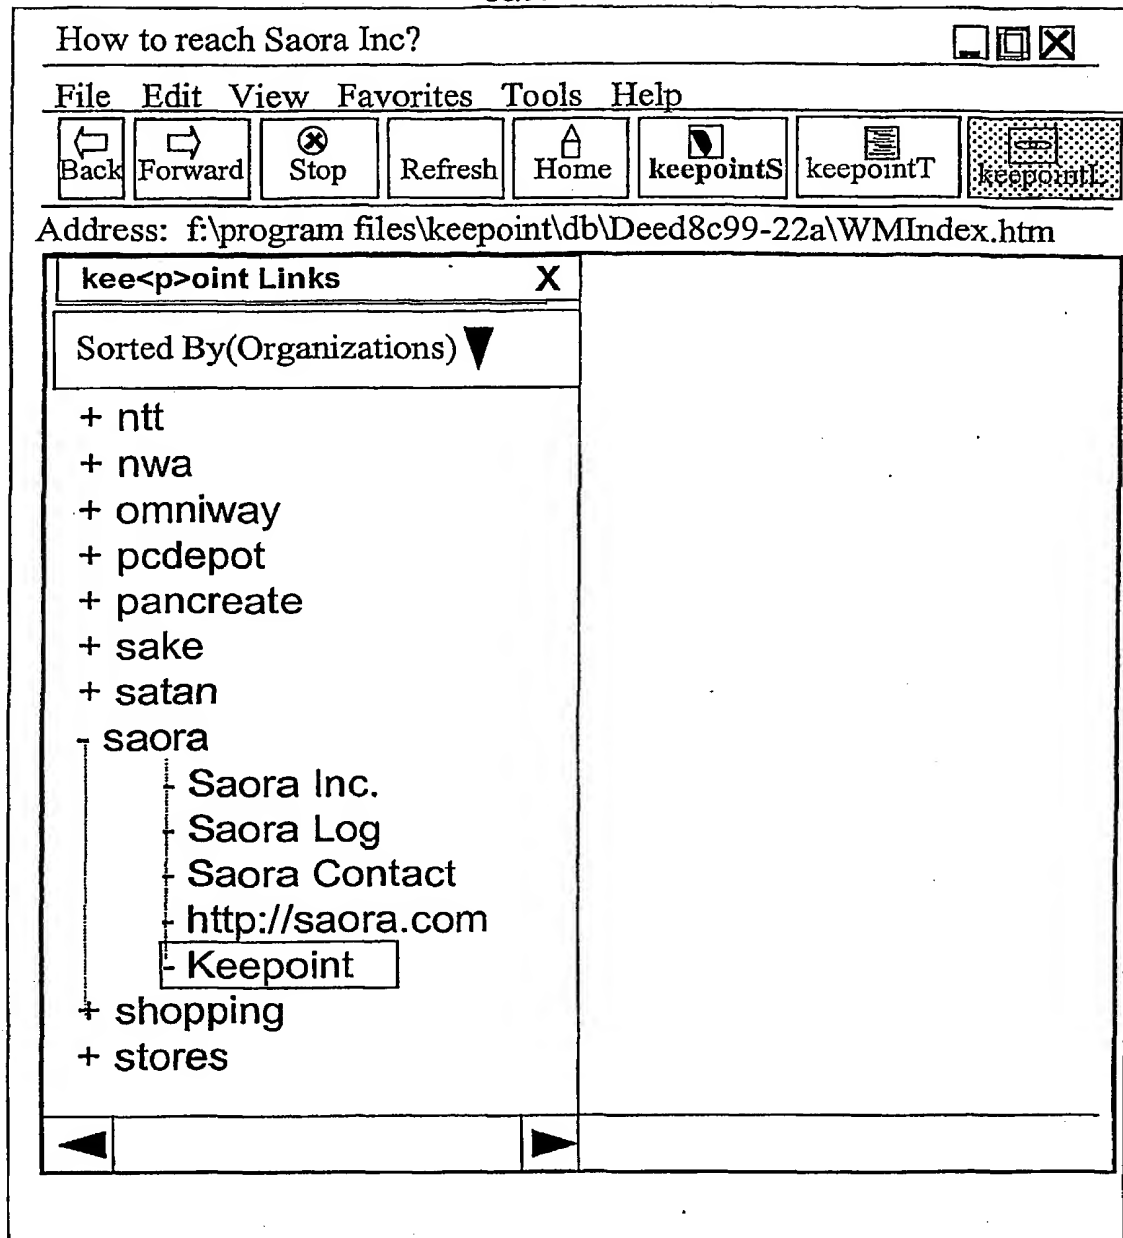 How to reach Saora Inc?
File Edit View Favorites Tools Help
Back Forward Stop Refresh Home keepointS keepointT keepointL
Address: f:\program files\keepoint\db\Deed8c99-22a\WMIndex.htm
kee<p>oint Links X
Sorted By(Organizations)
+ ntt
+ nwa
+ omniway
+ pcdepot
+ pancreate
+ sake
+ satan
- saora
- Saora Inc.
- Saora Log
- Saora Contact
- http://saora.com
- Keepoint
+ shopping
+ stores